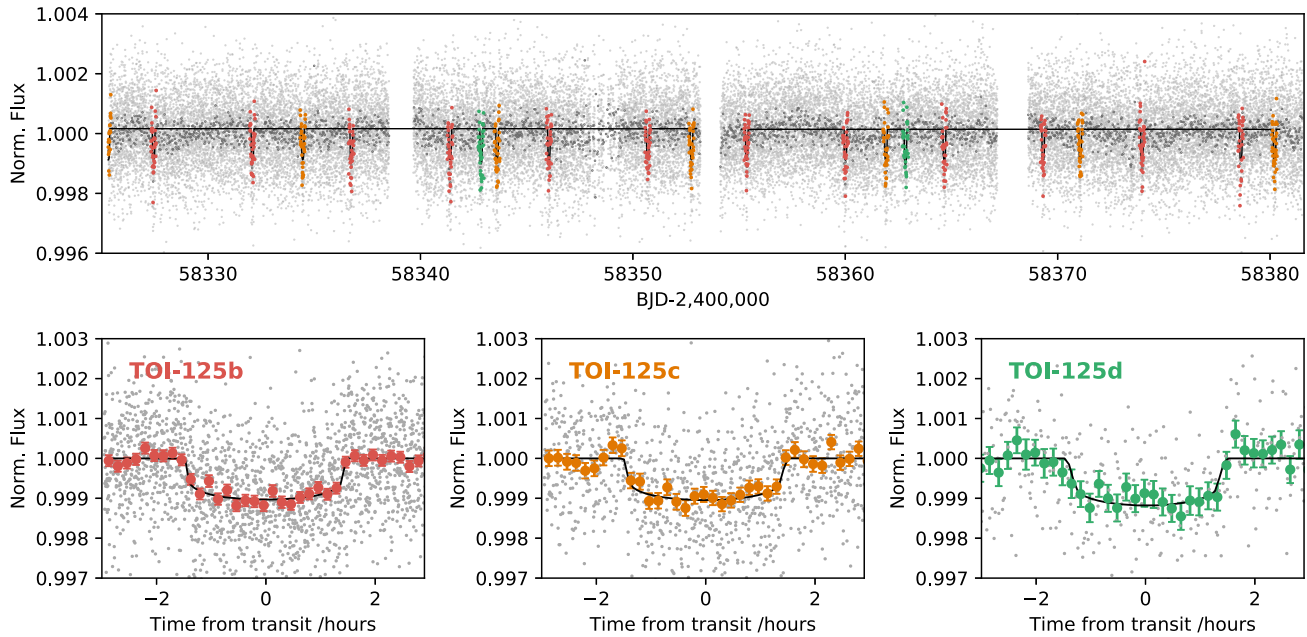 1.004
1.002
1.000
0.998
0.996
Norm. Flux
58330 58340 58350 58360 58370 58380
BJD-2,400,000
1.003
1.002
1.001
1.000
0.999
0.998
0.997
Norm. Flux
TOI-125b
−2 0 2
Time from transit /hours
1.003
1.002
1.001
1.000
0.999
0.998
0.997
Norm. Flux
TOI-125c
−2 0 2
Time from transit /hours
1.003
1.002
1.001
1.000
0.999
0.998
0.997
Norm. Flux
TOI-125d
−2 0 2
Time from transit /hours